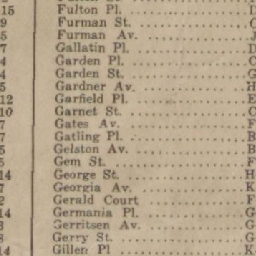 15 Fulton Pl.
9 Furman St.
5 Furman Av.
7 Gallatin Pl. D
4 Garden Pl.
4 Garden St. G
5 Gardner Av. H
12 Garfield Pl. E
10 Garnet St.
7 Gates Av. F
7 Gatling Pl. B
5 Gelston Av. B
5 Gem St. F
14 George St. H
7 Georgia Av. K
2 Gerald Court F
14 Germania Pl. G
3 Gerritsen Av. G
8 Gerry St. G
14 Gillen Pl K